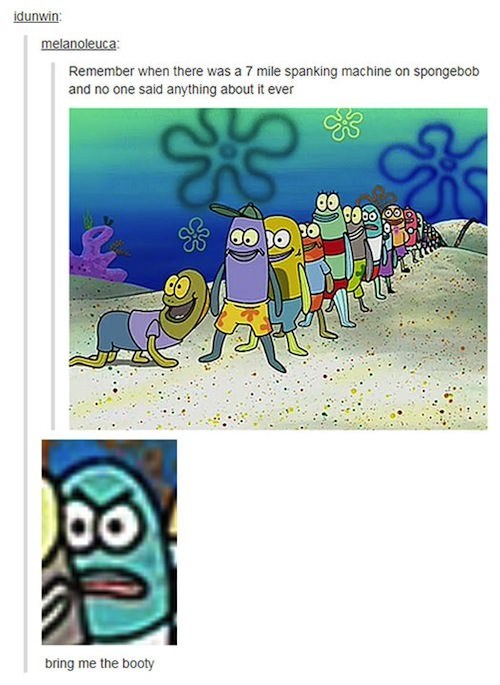 idunwin:
melanoleuca:
Remember when there was a 7 mile spanking machine on spongebob
and no one said anything about it ever
bring me the booty